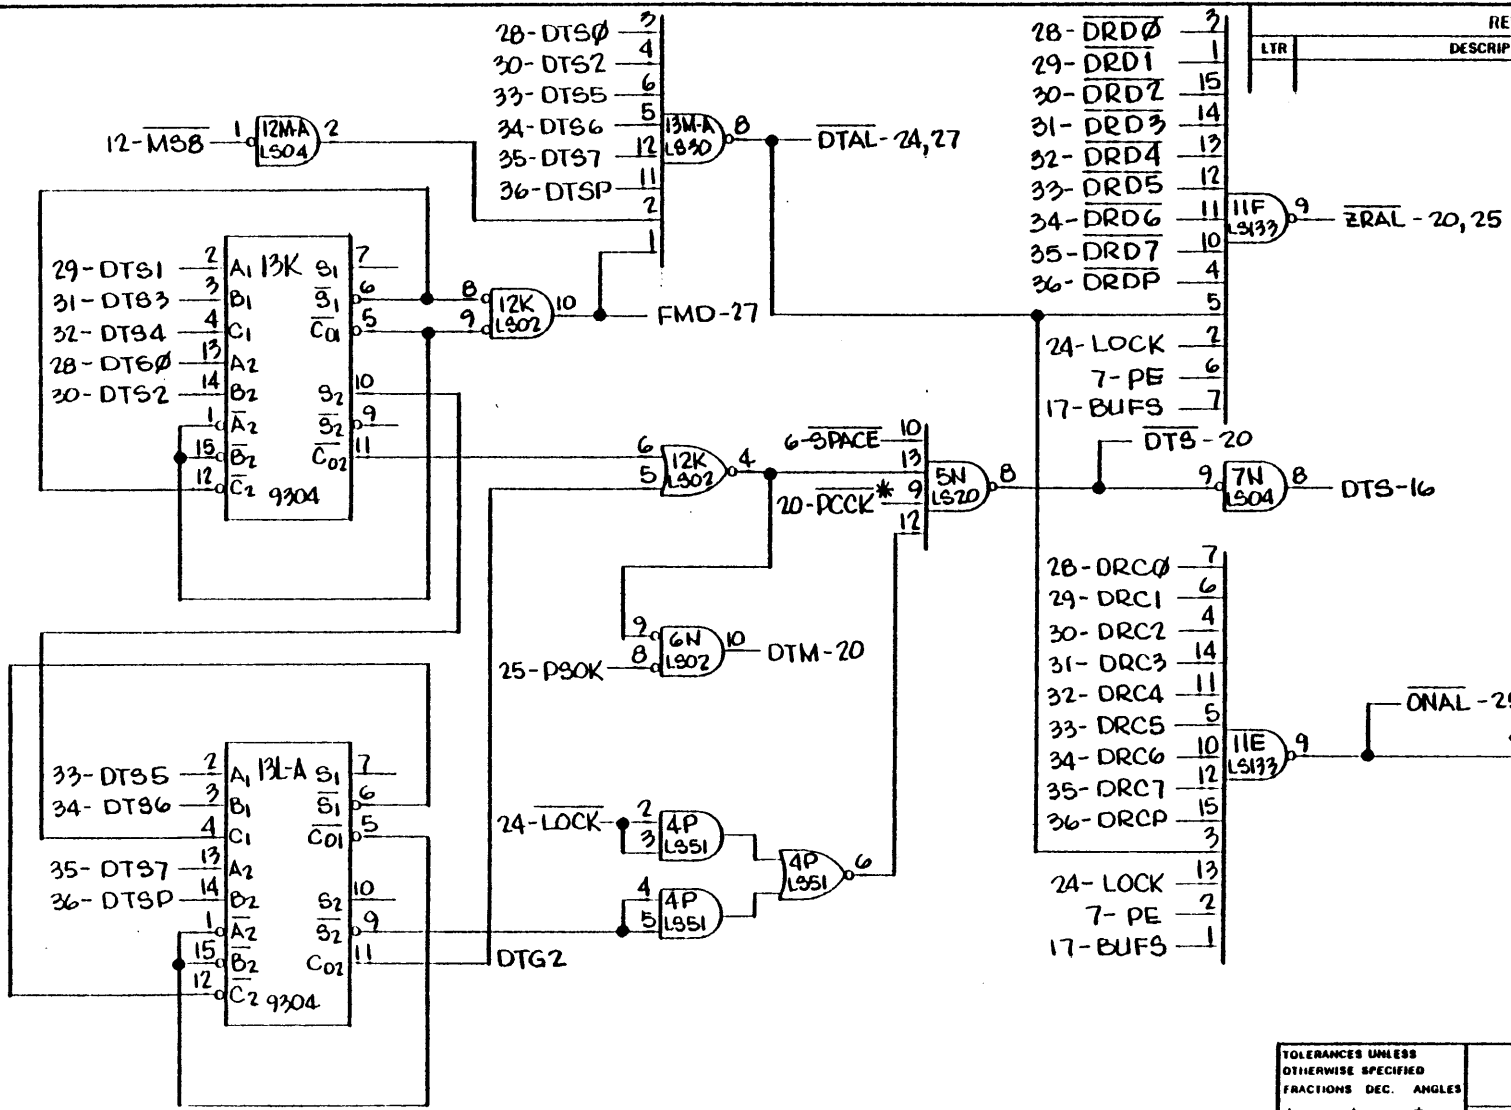 28-DTSØ 3
30-DTS2 4
33-DTS5 6
34-DTS6 5
35-DTS7 12
36-DTSP 11
2
1
13M-A
LS30
8
DTAL-24,27
12-MS8 1
12M-A
LS04
2
29-DTS1 2 A1
31-DTS3 3 B1
32-DTS4 4 C1
28-DTSØ 13 A2
30-DTS2 14 B2
1 A2
15 B2
12 C2
13K
9304
S1 7
S1 6
C01 5
S2 10
S2 9
C02 11
8
9
12K
LS02
10
FMD-27
6
5
12K
LS02
4
6-SPACE 10
13
20-PCCK* 9
12
5N
LS20
8
DTS-20
9
7N
LS04
8
DTS-16
9
8
25-PSOK
6N
LS02
10
DTM-20
33-DTS5 2 A1
34-DTS6 3 B1
4 C1
35-DTS7 13 A2
36-DTSP 14 B2
1 A2
15 B2
12 C2
13L-A
9304
S1 7
S1 6
C01 5
S2 10
S2 9
C02 11
DTG2
24-LOCK 2
3
4P
LS51
4
5
4P
LS51
4P
LS51
6
28-DRDØ 3
29-DRD1 1
30-DRD2 15
31-DRD3 14
32-DRD4 13
33-DRD5 12
34-DRD6 11
35-DRD7 10
36-DRDP 4
5
24-LOCK 2
7-PE 6
17-BUFS 7
11F
LS133
9
ZRAL-20,25
28-DRCØ 7
29-DRC1 6
30-DRC2 4
31-DRC3 14
32-DRC4 11
33-DRC5 5
34-DRC6 10
35-DRC7 12
36-DRCP 15
3
24-LOCK 13
7-PE 2
17-BUFS 1
11E
LS133
9
ONAL
RE
LTR DESCRIP
TOLERANCES UNLESS
OTHERWISE SPECIFIED
FRACTIONS DEC. ANGLES